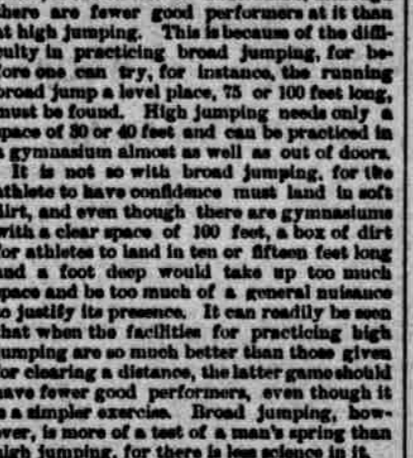 there are fewer good performers at it than
at high jumping. This is because of the diffi-
culty in practicing broad jumping, for be-
fore one can try, for instance, the running
broad jump a level place, 75 or 100 feet long,
must be found. High jumping needs only a
space of 30 or 40 feet and can be practiced in
a gymnasium almost as well as out of doors.
It is not so with broad jumping, for the
athlete to have confidence must land in soft
dirt, and even though there are gymnasiums
with a clear space of 100 feet, a box of dirt
for athletes to land in ten or fifteen feet long
and a foot deep would take up too much
space and be too much of a general nuisance
to justify its presence. It can readily be seen
that when the facilities for practicing high
jumping are so much better than those given
for clearing a distance, the latter game should
have fewer good performers, even though it
is a simpler exercise. Broad jumping, how-
ever, is more of a test of a man's spring than
high jumping, for there is less science in it.